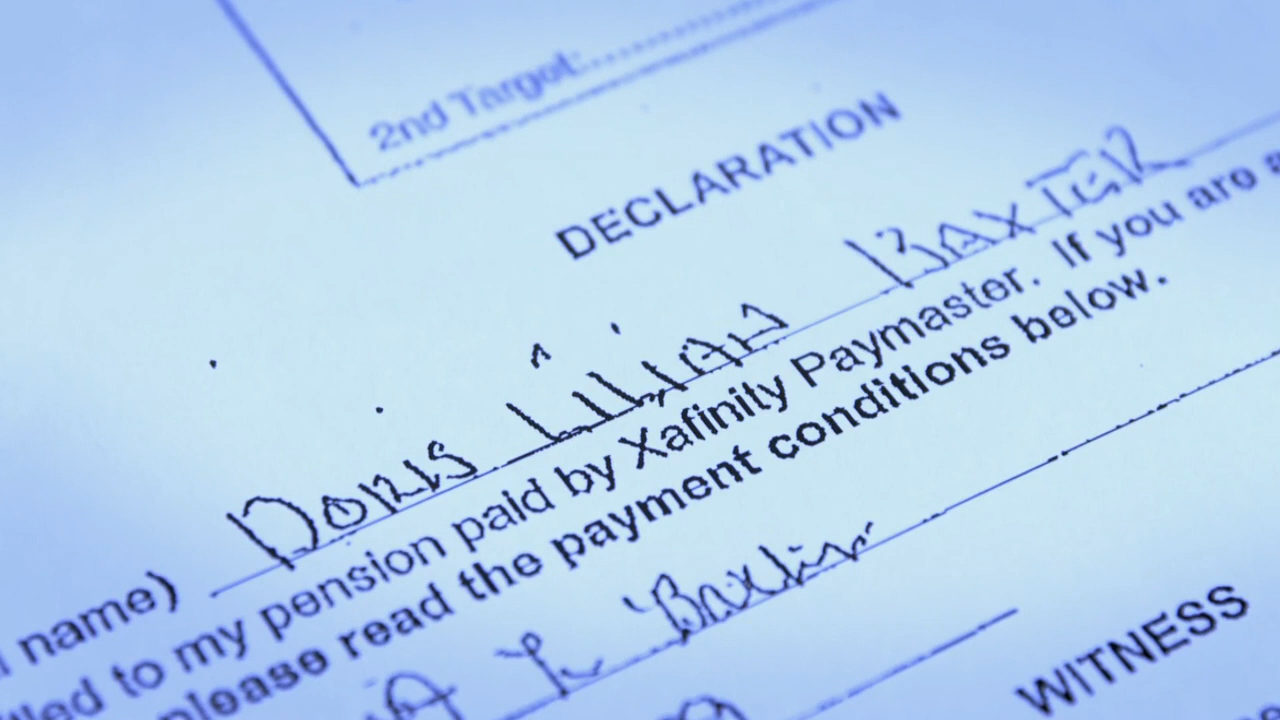 2nd Target:
DECLARATION
name) DORIS LILIAN BAXTER
to my pension paid by Xafinity Paymaster. If you are
please read the payment conditions below.
L Baxter
WITNESS